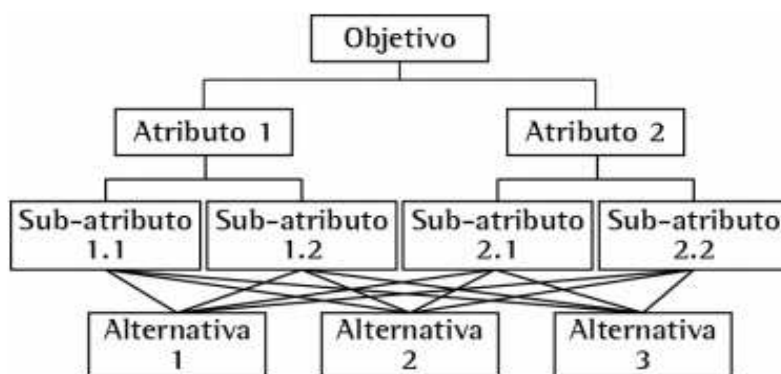 Objetivo
Atributo 1
Atributo 2
Sub-atributo
1.1
Sub-atributo
1.2
Sub-atributo
2.1
Sub-atributo
2.2
Alternativa
1
Alternativa
2
Alternativa
3